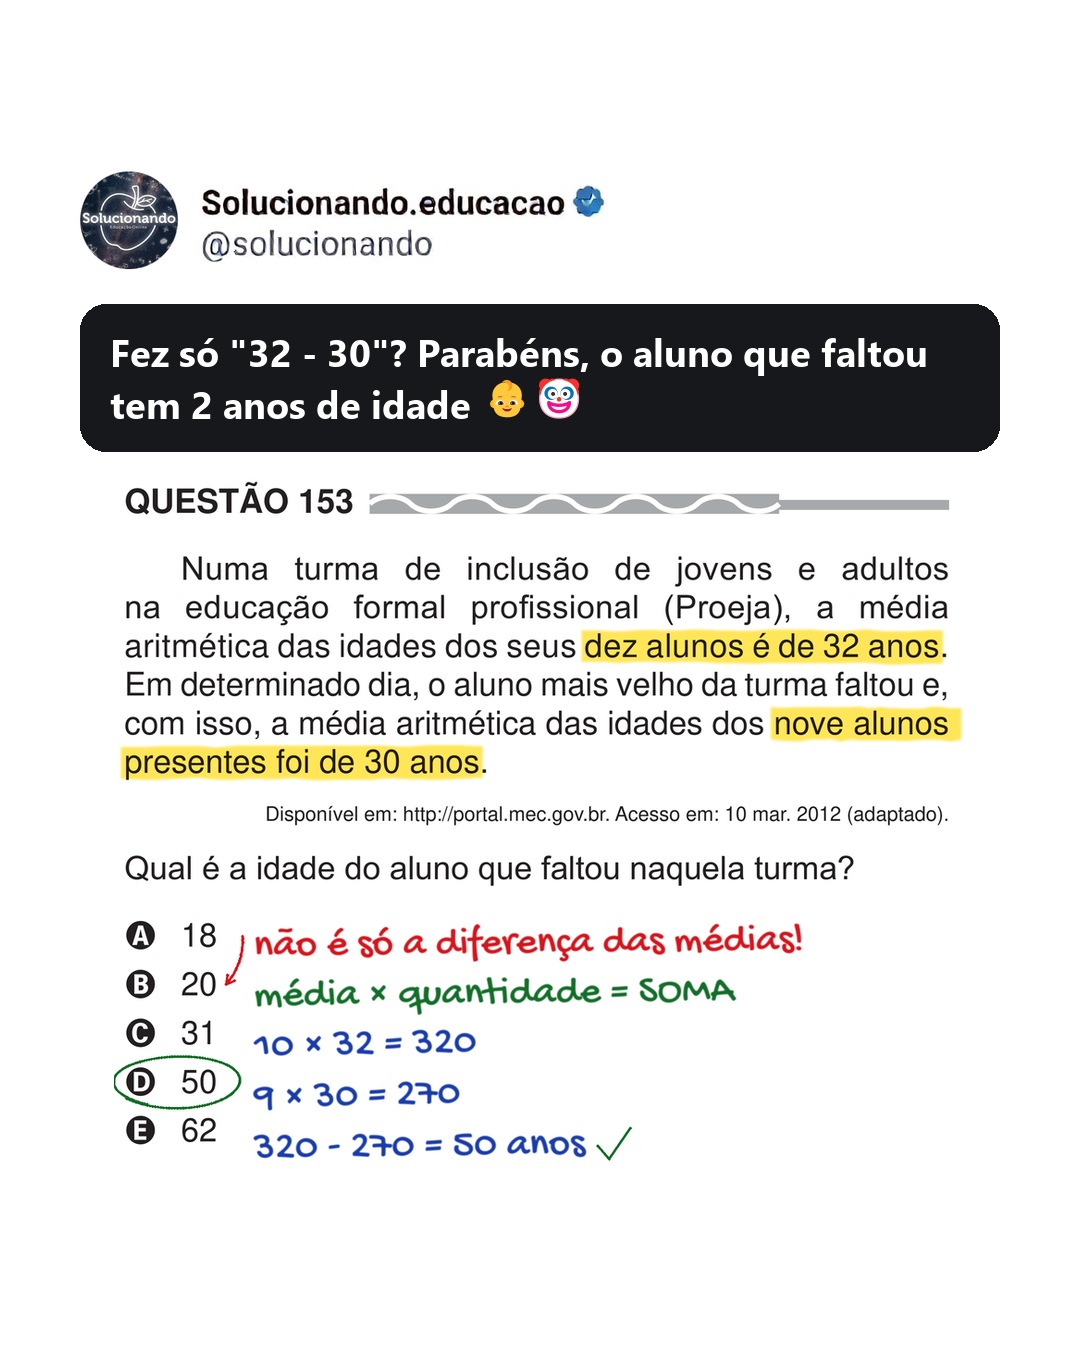 Solucionando
Educação Online
Solucionando.educacao
@solucionando
Fez só "32 - 30"? Parabéns, o aluno que faltou
tem 2 anos de idade 👶🤡
QUESTÃO 153
Numa turma de inclusão de jovens e adultos
na educação formal profissional (Proeja), a média
aritmética das idades dos seus dez alunos é de 32 anos.
Em determinado dia, o aluno mais velho da turma faltou e,
com isso, a média aritmética das idades dos nove alunos
presentes foi de 30 anos.
Disponível em: http://portal.mec.gov.br. Acesso em: 10 mar. 2012 (adaptado).
Qual é a idade do aluno que faltou naquela turma?
A 18
não é só a diferença das médias!
B 20
média × quantidade = SOMA
C 31
10 × 32 = 320
D 50
9 × 30 = 270
E 62
320 - 270 = 50 anos ✓